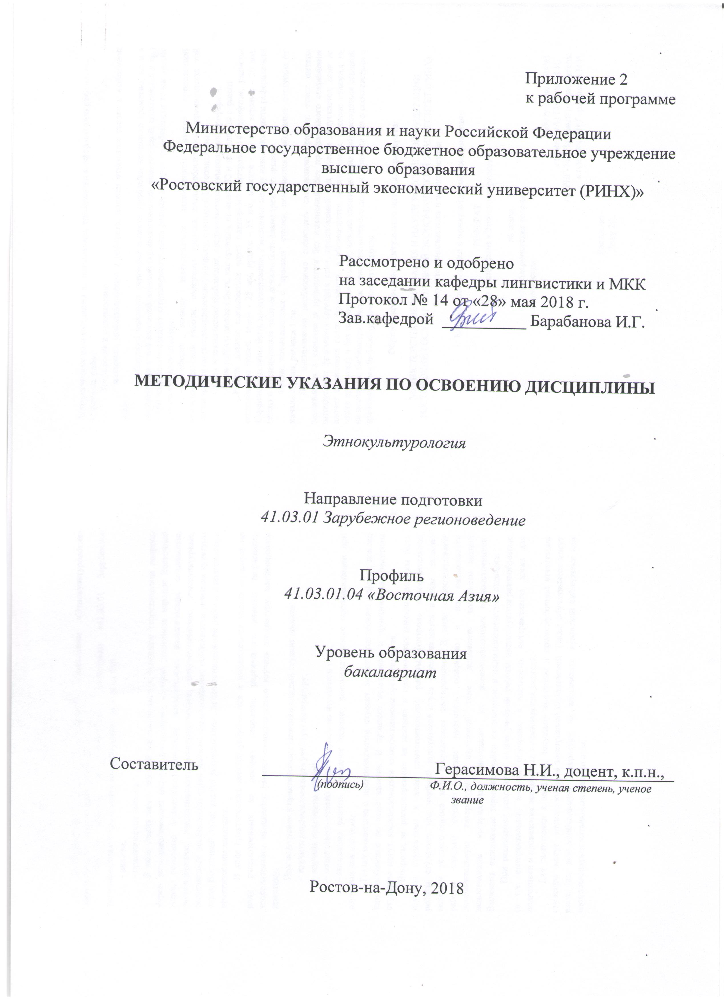 Приложение 2
к рабочей программе
Министерство образования и науки Российской Федерации
Федеральное государственное бюджетное образовательное учреждение
высшего образования
«Ростовский государственный экономический университет (РИНХ)»
Рассмотрено и одобрено
на заседании кафедры лингвистики и МКК
Протокол № 14 от «28» мая 2018 г.
Зав.кафедрой __________ Барабанова И.Г.
МЕТОДИЧЕСКИЕ УКАЗАНИЯ ПО ОСВОЕНИЮ ДИСЦИПЛИНЫ
Этнокультурология
Направление подготовки
41.03.01 Зарубежное регионоведение
Профиль
41.03.01.04 «Восточная Азия»
Уровень образования
бакалавриат
Составитель Герасимова Н.И., доцент, к.п.н.,
(подпись) Ф.И.О., должность, ученая степень, ученое
звание
Ростов-на-Дону, 2018